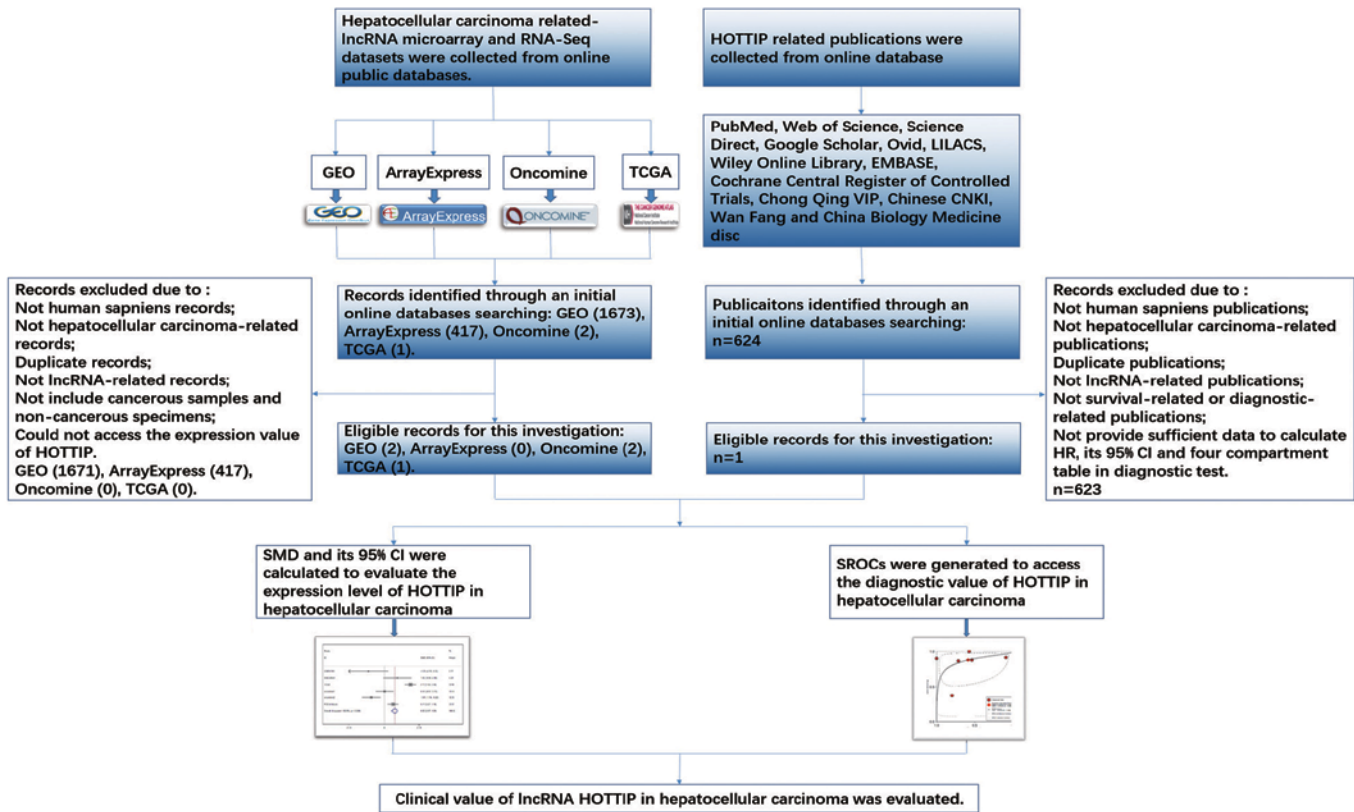 Hepatocellular carcinoma related-
lncRNA microarray and RNA-Seq
datasets were collected from online
public databases.
HOTTIP related publications were
collected from online database
GEO
ArrayExpress
Oncomine
TCGA
GEO
ArrayExpress
ONCOMINE™
PubMed, Web of Science, Science
Direct, Google Scholar, Ovid, LILACS,
Wiley Online Library, EMBASE,
Cochrane Central Register of Controlled
Trials, Chong Qing VIP, Chinese CNKI,
Wan Fang and China Biology Medicine
disc
Records excluded due to :
Not human sapniens records;
Not hepatocellular carcinoma-related
records;
Duplicate records;
Not lncRNA-related records;
Not include cancerous samples and
non-cancerous specimens;
Could not access the expression value
of HOTTIP.
GEO (1671), ArrayExpress (417),
Oncomine (0), TCGA (0).
Records identified through an initial
online databases searching: GEO (1673),
ArrayExpress (417), Oncomine (2),
TCGA (1).
Publicaitons identified through an
initial online databases searching:
n=624
Records excluded due to :
Not human sapniens publications;
Not hepatocellular carcinoma-related
publications;
Duplicate publications;
Not lncRNA-related publications;
Not survival-related or diagnostic-
related publications;
Not provide sufficient data to calculate
HR, its 95% CI and four compartment
table in diagnostic test.
n=623
Eligible records for this investigation:
GEO (2), ArrayExpress (0), Oncomine (2),
TCGA (1).
Eligible records for this investigation:
n=1
SMD and its 95% CI were
calculated to evaluate the
expression level of HOTTIP in
hepatocellular carcinoma
SROCs were generated to access
the diagnostic value of HOTTIP in
hepatocellular carcinoma
Clinical value of lncRNA HOTTIP in hepatocellular carcinoma was evaluated.